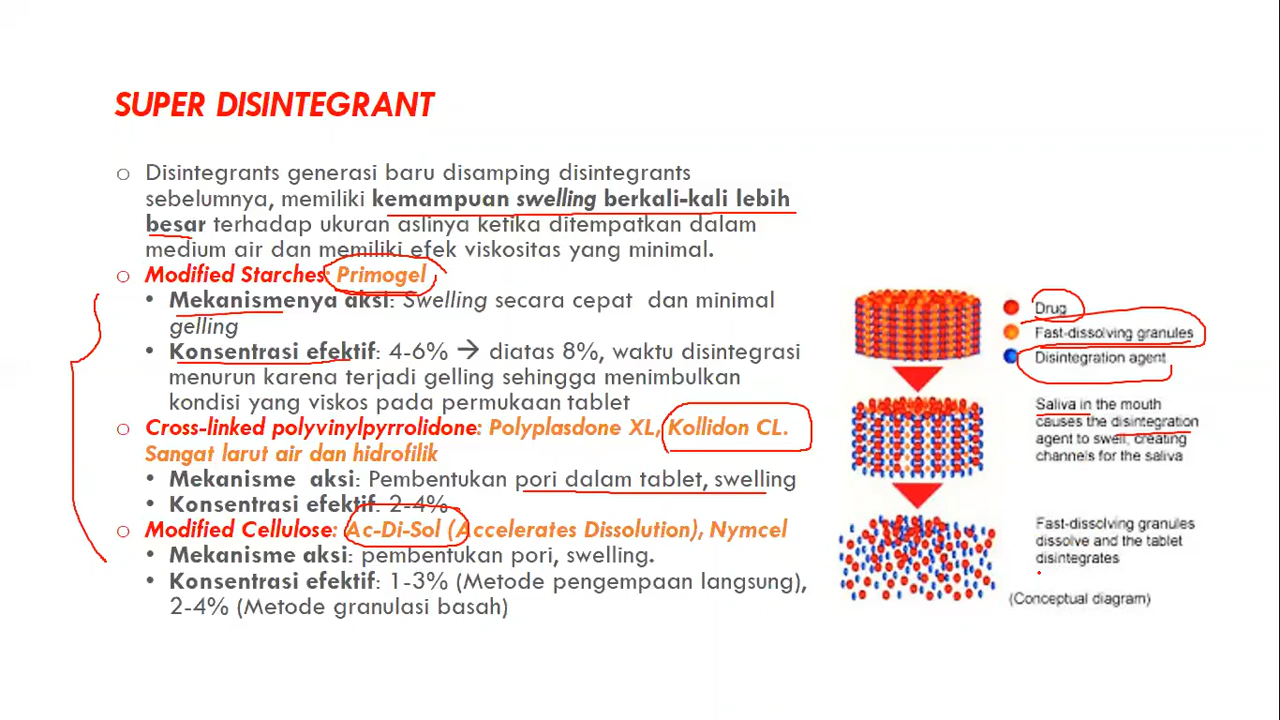 SUPER DISINTEGRANT
○ Disintegrants generasi baru disamping disintegrants
sebelumnya, memiliki kemampuan swelling berkali-kali lebih
besar terhadap ukuran aslinya ketika ditempatkan dalam
medium air dan memiliki efek viskositas yang minimal.
○ Modified Starches: Primogel
• Mekanismenya aksi: Swelling secara cepat dan minimal
gelling
• Konsentrasi efektif: 4-6% → diatas 8%, waktu disintegrasi
menurun karena terjadi gelling sehingga menimbulkan
kondisi yang viskos pada permukaan tablet
○ Cross-linked polyvinylpyrrolidone: Polyplasdone XL, Kollidon CL.
Sangat larut air dan hidrofilik
• Mekanisme aksi: Pembentukan pori dalam tablet, swelling
• Konsentrasi efektif: 2-4%
○ Modified Cellulose: Ac-Di-Sol (Accelerates Dissolution), Nymcel
• Mekanisme aksi: pembentukan pori, swelling.
• Konsentrasi efektif: 1-3% (Metode pengempaan langsung),
2-4% (Metode granulasi basah)
Drug
Fast-dissolving granules
Disintegration agent
Saliva in the mouth
causes the disintegration
agent to swell, creating
channels for the saliva
Fast-dissolving granules
dissolve and the tablet
disintegrates
(Conceptual diagram)